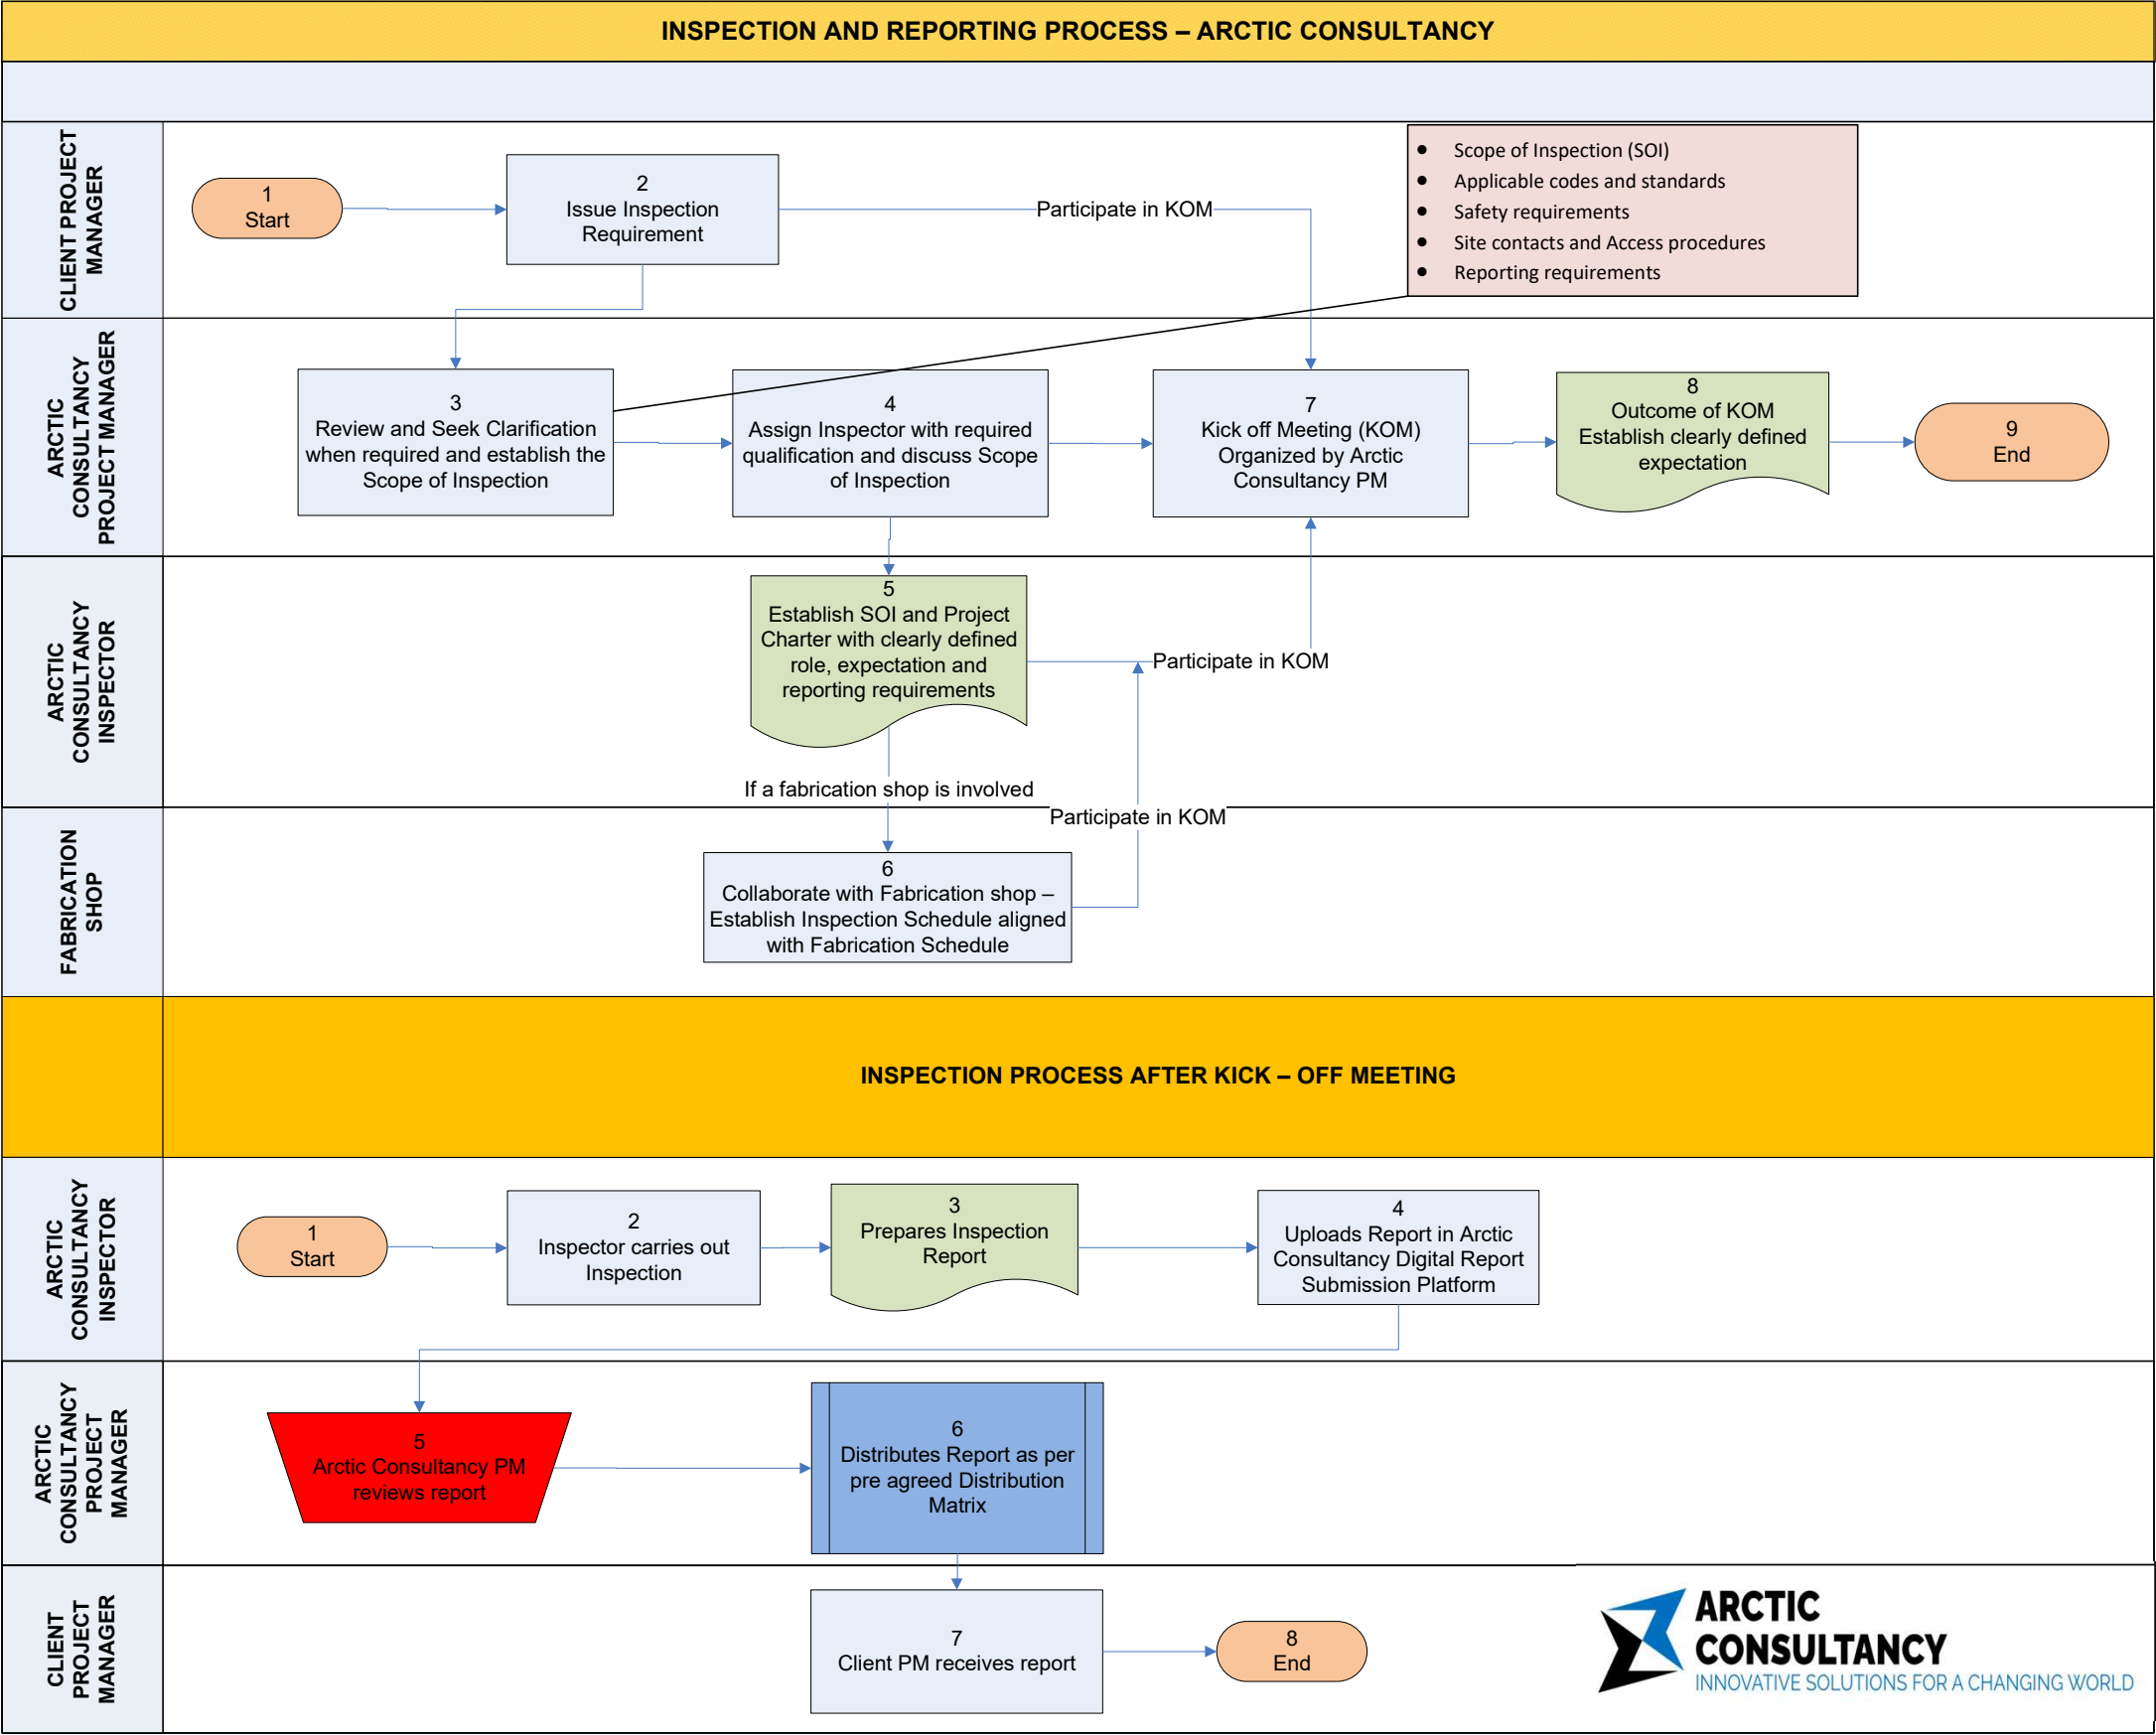 INSPECTION AND REPORTING PROCESS – ARCTIC CONSULTANCY
CLIENT PROJECT
MANAGER
1
Start
2
Issue Inspection
Requirement
Participate in KOM
Scope of Inspection (SOI)
Applicable codes and standards
Safety requirements
Site contacts and Access procedures
Reporting requirements
ARCTIC
CONSULTANCY
PROJECT MANAGER
3
Review and Seek Clarification
when required and establish the
Scope of Inspection
4
Assign Inspector with required
qualification and discuss Scope
of Inspection
7
Kick off Meeting (KOM)
Organized by Arctic
Consultancy PM
8
Outcome of KOM
Establish clearly defined
expectation
9
End
ARCTIC
CONSULTANCY
INSPECTOR
5
Establish SOI and Project
Charter with clearly defined
role, expectation and
reporting requirements
Participate in KOM
If a fabrication shop is involved
Participate in KOM
FABRICATION
SHOP
6
Collaborate with Fabrication shop –
Establish Inspection Schedule aligned
with Fabrication Schedule
INSPECTION PROCESS AFTER KICK – OFF MEETING
ARCTIC
CONSULTANCY
INSPECTOR
1
Start
2
Inspector carries out
Inspection
3
Prepares Inspection
Report
4
Uploads Report in Arctic
Consultancy Digital Report
Submission Platform
ARCTIC
CONSULTANCY
PROJECT
MANAGER
5
Arctic Consultancy PM
reviews report
6
Distributes Report as per
pre agreed Distribution
Matrix
CLIENT
PROJECT
MANAGER
7
Client PM receives report
8
End
ARCTIC
CONSULTANCY
INNOVATIVE SOLUTIONS FOR A CHANGING WORLD